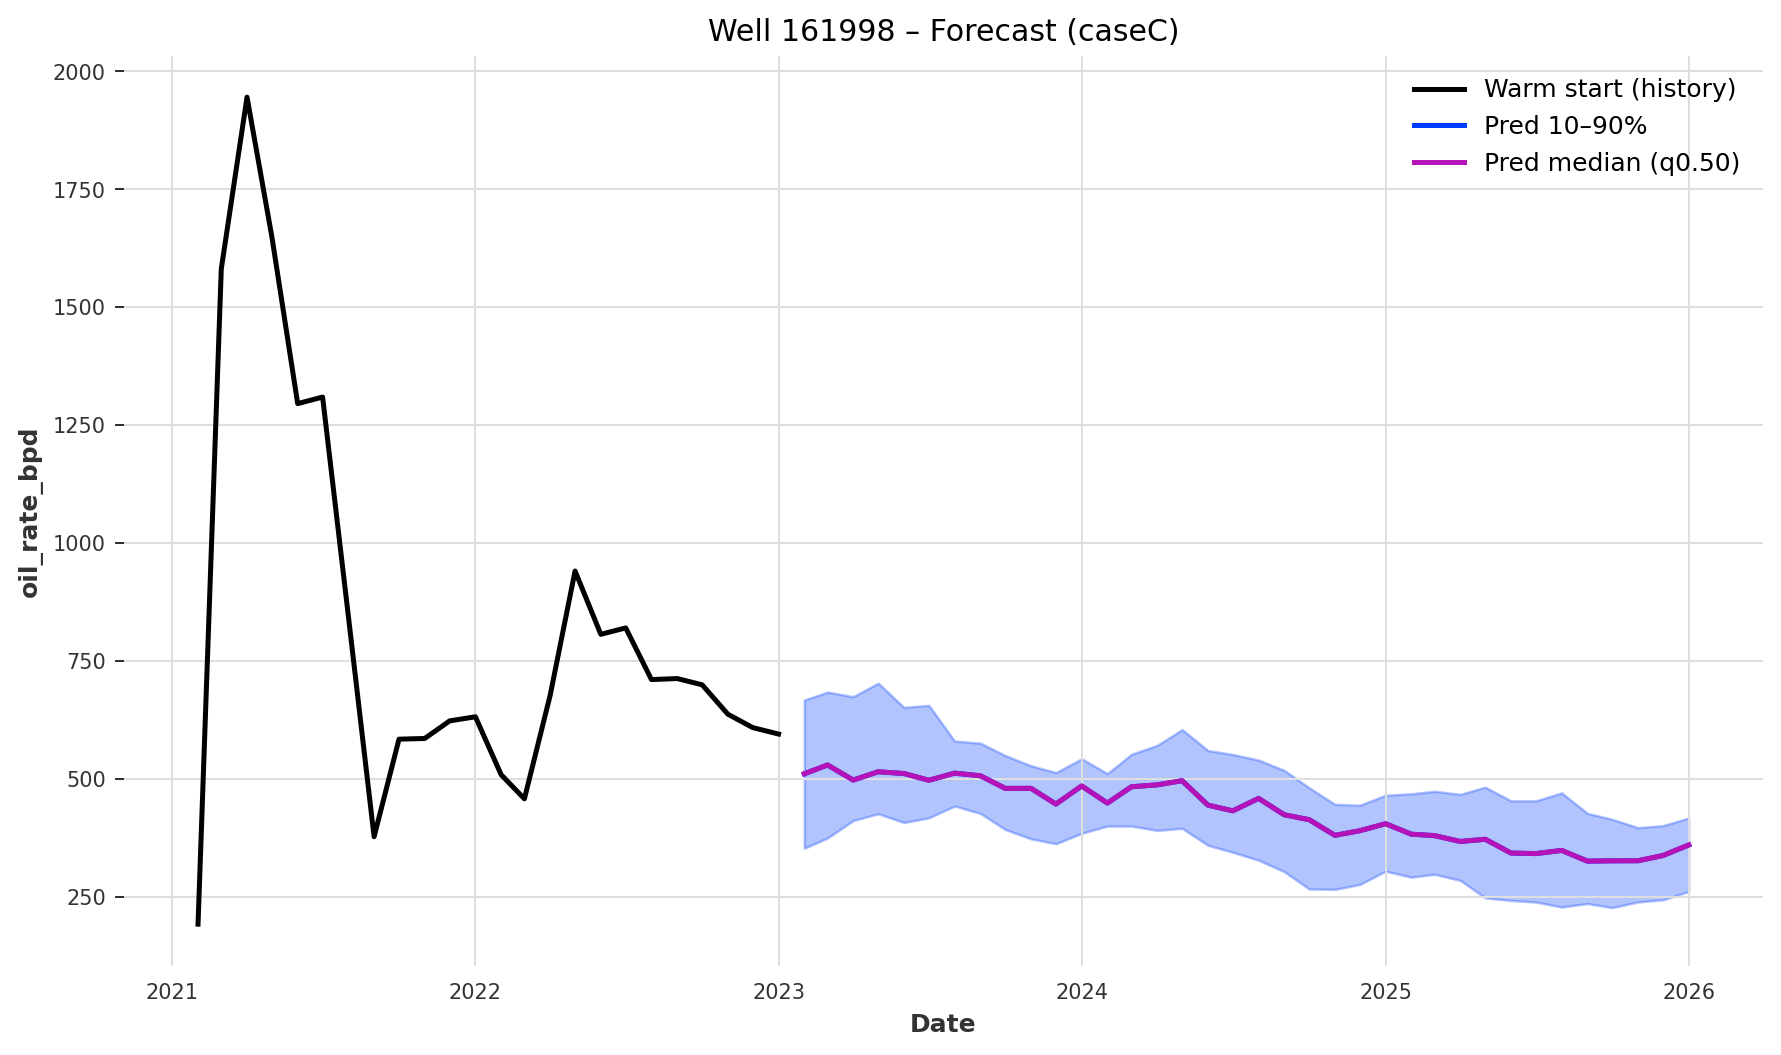 Well 161998 – Forecast (caseC)
Warm start (history)
Pred 10–90%
Pred median (q0.50)
oil_rate_bpd
2000
1750
1500
1250
1000
750
500
250
2021
2022
2023
2024
2025
2026
Date